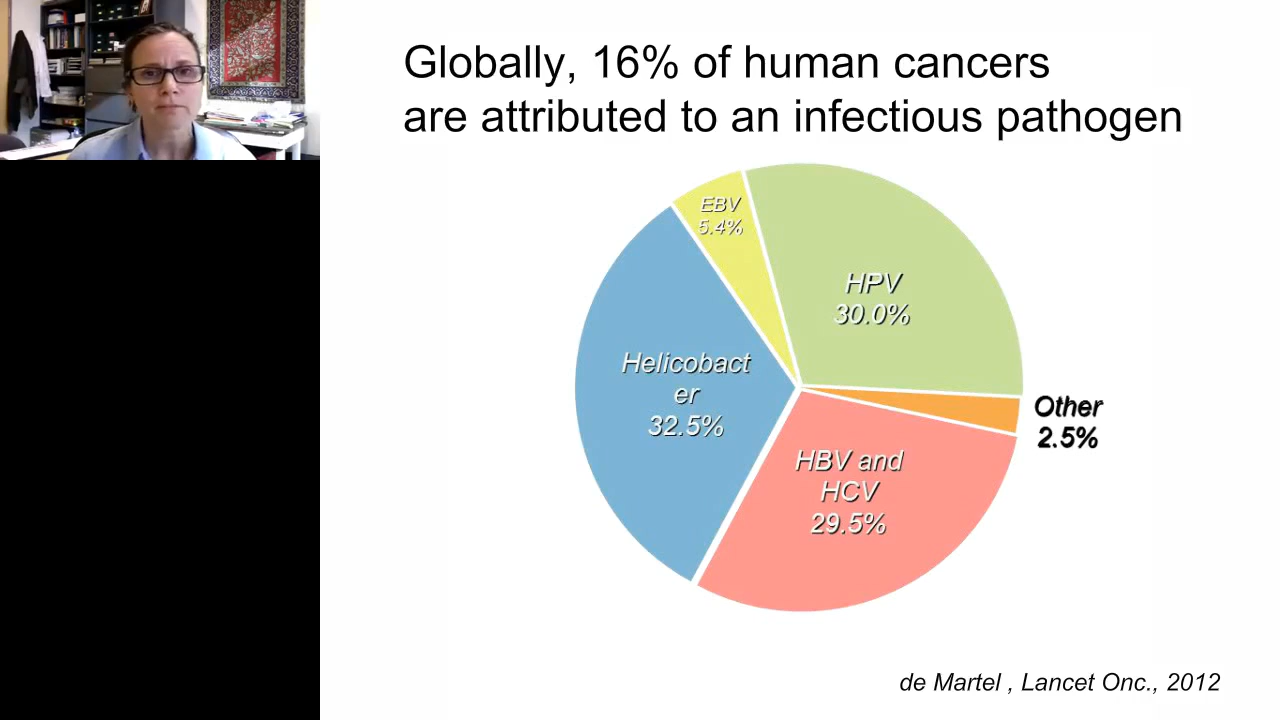 Globally, 16% of human cancers
are attributed to an infectious pathogen
EBV
5.4%
HPV
30.0%
Helicobact
er
32.5%
Other
2.5%
HBV and
HCV
29.5%
de Martel , Lancet Onc., 2012